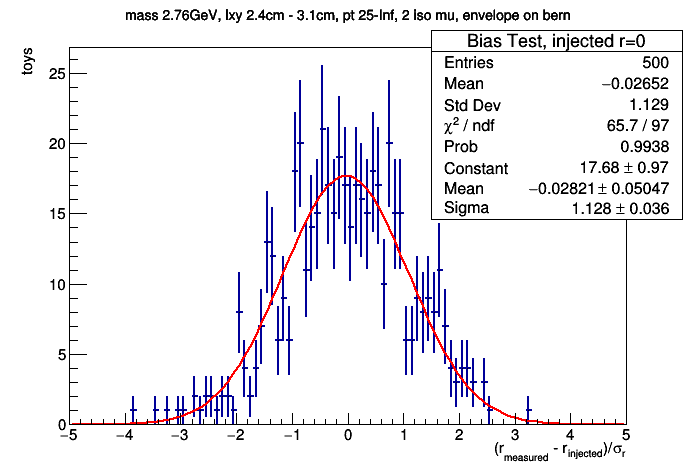 mass 2.76GeV, lxy 2.4cm - 3.1cm, pt 25-Inf, 2 iso mu, envelope on bern
Bias Test, injected r=0
Entries 500
Mean −0.02652
Std Dev 1.129
χ² / ndf 65.7 / 97
Prob 0.9938
Constant 17.68 ± 0.97
Mean −0.02821 ± 0.05047
Sigma 1.128 ± 0.036
toys
25
20
15
10
5
0
−5 −4 −3 −2 −1 0 1 2 3 4 5
(r_measured - r_injected)/σ_r